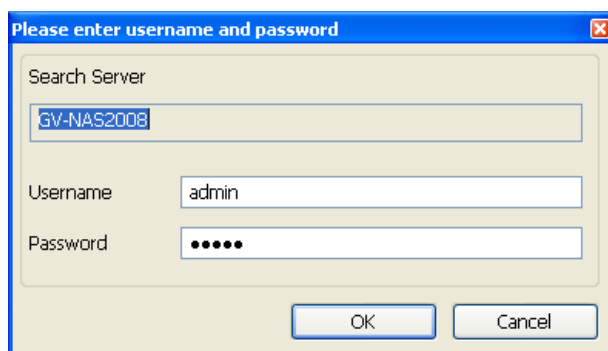 Please enter username and password
Search Server
GV-NAS2008
Username admin
Password •••••
OK Cancel